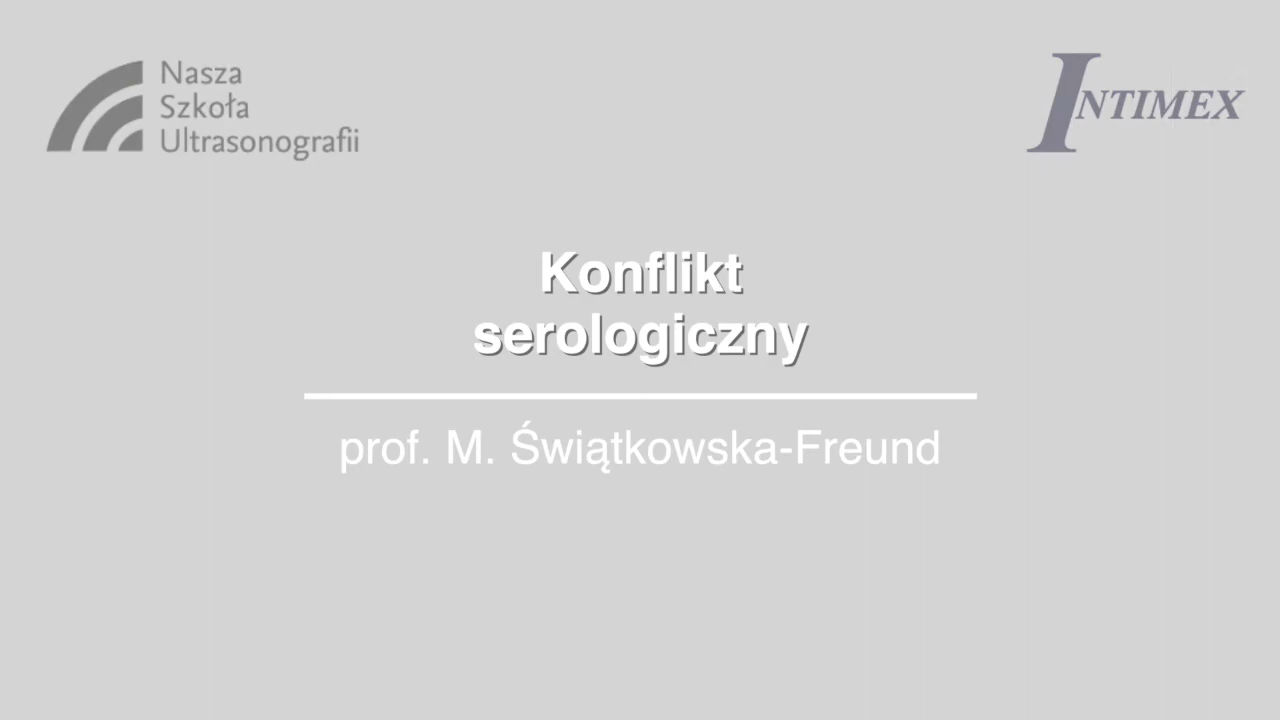 Nasza
Szkoła
Ultrasonografii
INTIMEX
Konflikt
serologiczny
prof. M. Świątkowska-Freund